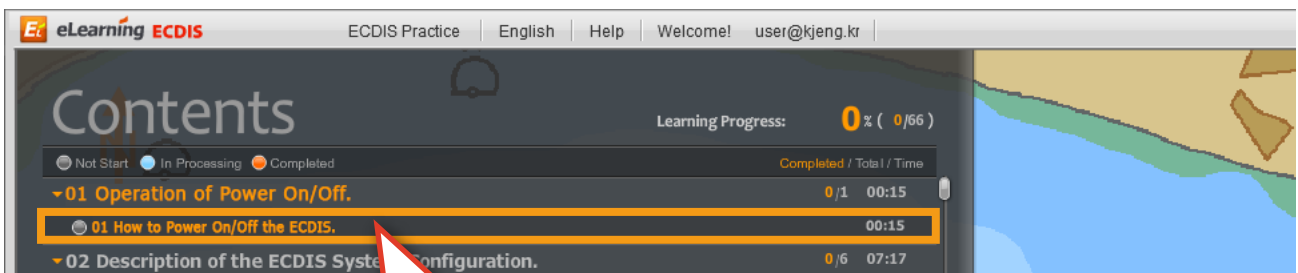 eLearning ECDIS ECDIS Practice English Help Welcome! user@kjeng.kr
Contents
Learning Progress: 0 % ( 0/66 )
Not Start In Processing Completed Completed / Total / Time
01 Operation of Power On/Off. 0/1 00:15
01 How to Power On/Off the ECDIS. 00:15
02 Description of the ECDIS System Configuration. 0/6 07:17